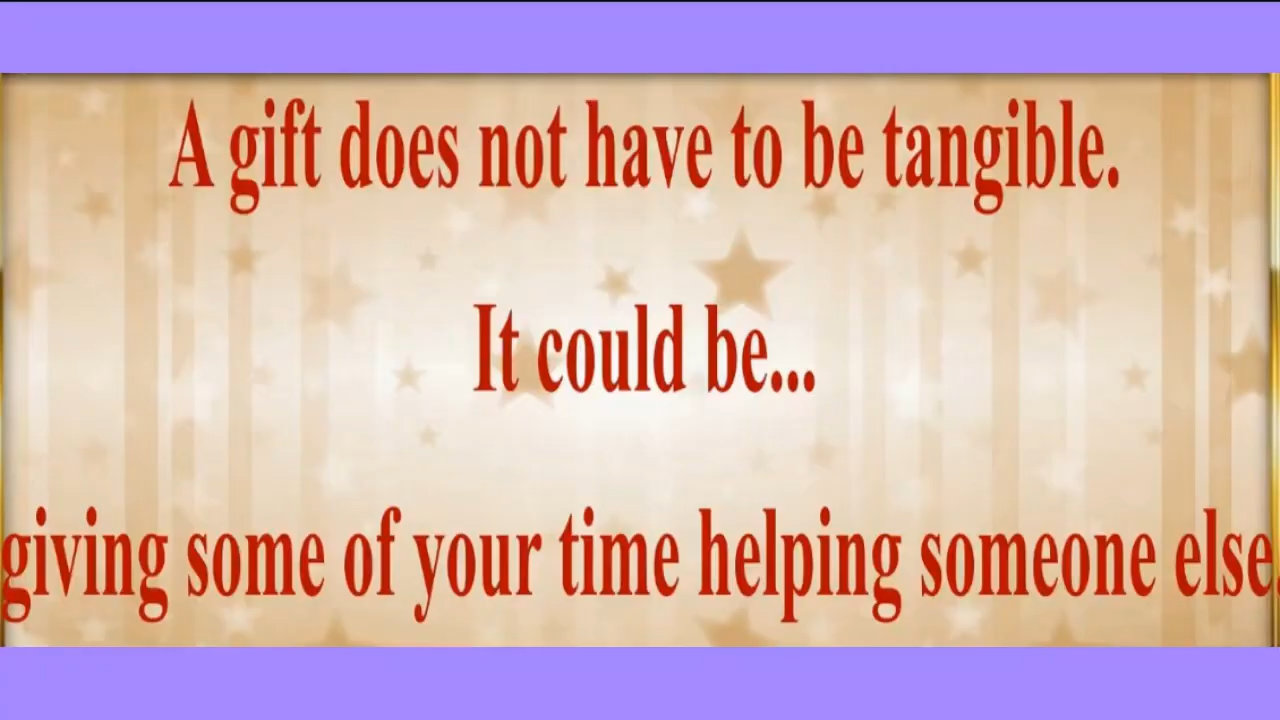 A gift does not have to be tangible.
It could be...
giving some of your time helping someone else.